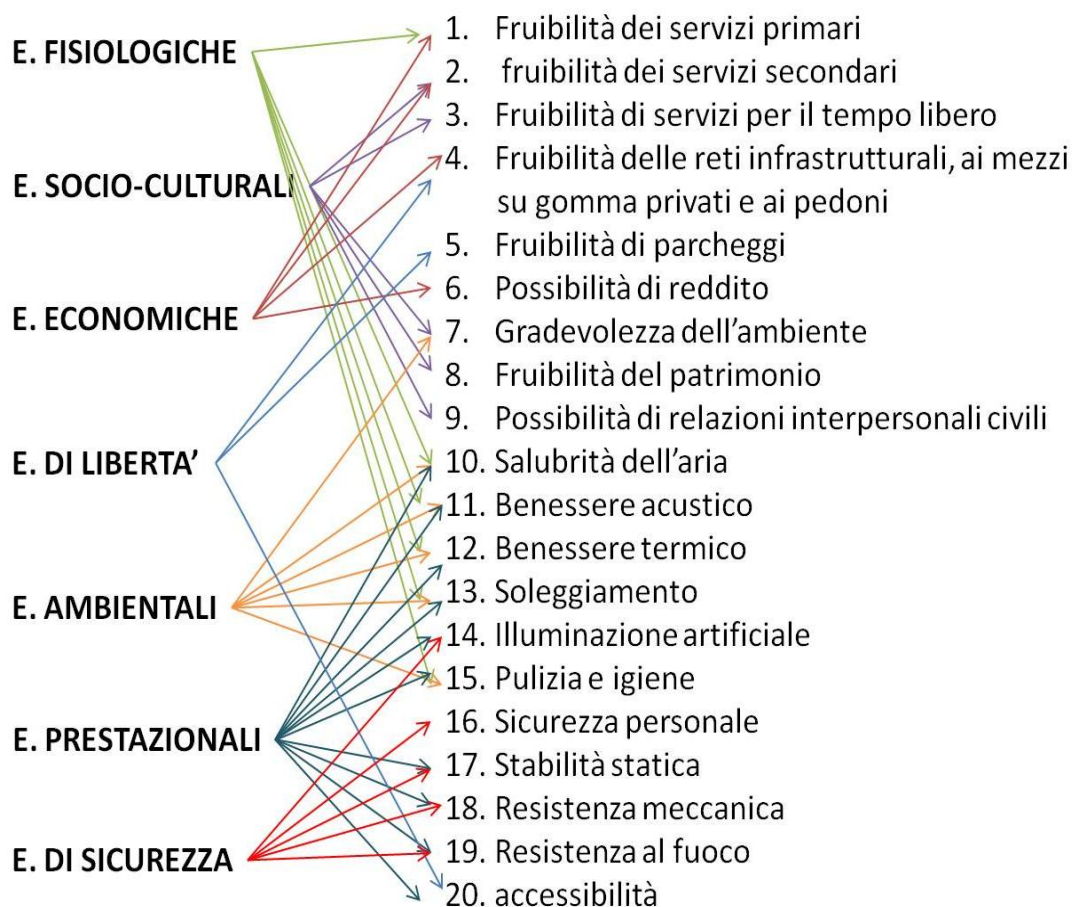 E. FISIOLOGICHE
E. SOCIO-CULTURALI
E. ECONOMICHE
E. DI LIBERTA’
E. AMBIENTALI
E. PRESTAZIONALI
E. DI SICUREZZA
1. Fruibilità dei servizi primari
2. fruibilità dei servizi secondari
3. Fruibilità di servizi per il tempo libero
4. Fruibilità delle reti infrastrutturali, ai mezzi
su gomma privati e ai pedoni
5. Fruibilità di parcheggi
6. Possibilità di reddito
7. Gradevolezza dell’ambiente
8. Fruibilità del patrimonio
9. Possibilità di relazioni interpersonali civili
10. Salubrità dell’aria
11. Benessere acustico
12. Benessere termico
13. Soleggiamento
14. Illuminazione artificiale
15. Pulizia e igiene
16. Sicurezza personale
17. Stabilità statica
18. Resistenza meccanica
19. Resistenza al fuoco
20. accessibilità